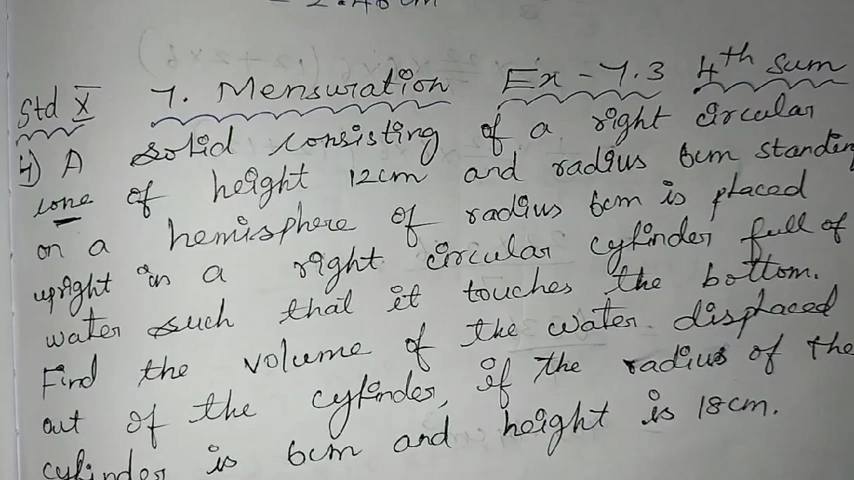 2.48cm
Std X 7. Mensuration Ex - 7.3 4th sum
4) A solid consisting of a right circular
cone of height 12cm and radius 6cm standing
on a hemisphere of radius 6cm is placed
upright in a right circular cylinder full of
water such that it touches the bottom.
Find the volume of the water displaced
out of the cylinder, if the radius of the
cylinder is 6cm and height is 18cm.